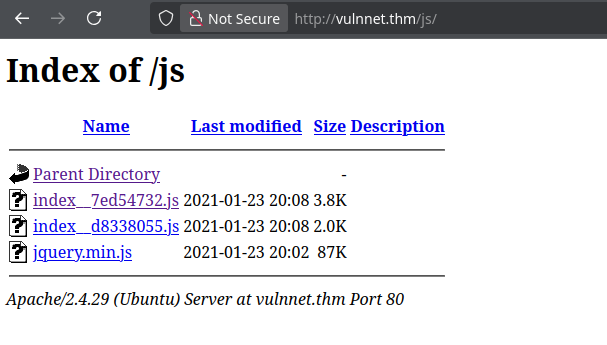 Not Secure http://vulnnet.thm/js/
Index of /js
Name Last modified Size Description
Parent Directory -
index__7ed54732.js 2021-01-23 20:08 3.8K
index__d8338055.js 2021-01-23 20:08 2.0K
jquery.min.js 2021-01-23 20:02 87K
Apache/2.4.29 (Ubuntu) Server at vulnnet.thm Port 80